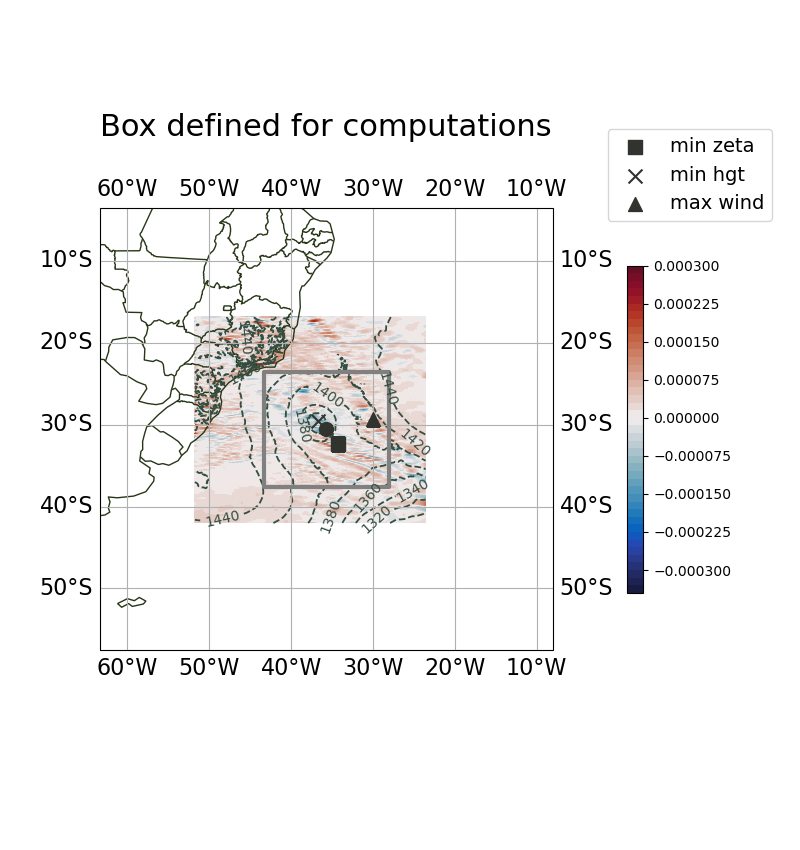 Box defined for computations
min zeta
min hgt
max wind
60°W 50°W 40°W 30°W 20°W 10°W
10°S 10°S
20°S 20°S
30°S 30°S
40°S 40°S
50°S 50°S
60°W 50°W 40°W 30°W 20°W 10°W
1400
1380
1420
1440
1380
1360
1340
1320
0.000300
0.000225
0.000150
0.000075
0.000000
−0.000075
−0.000150
−0.000225
−0.000300